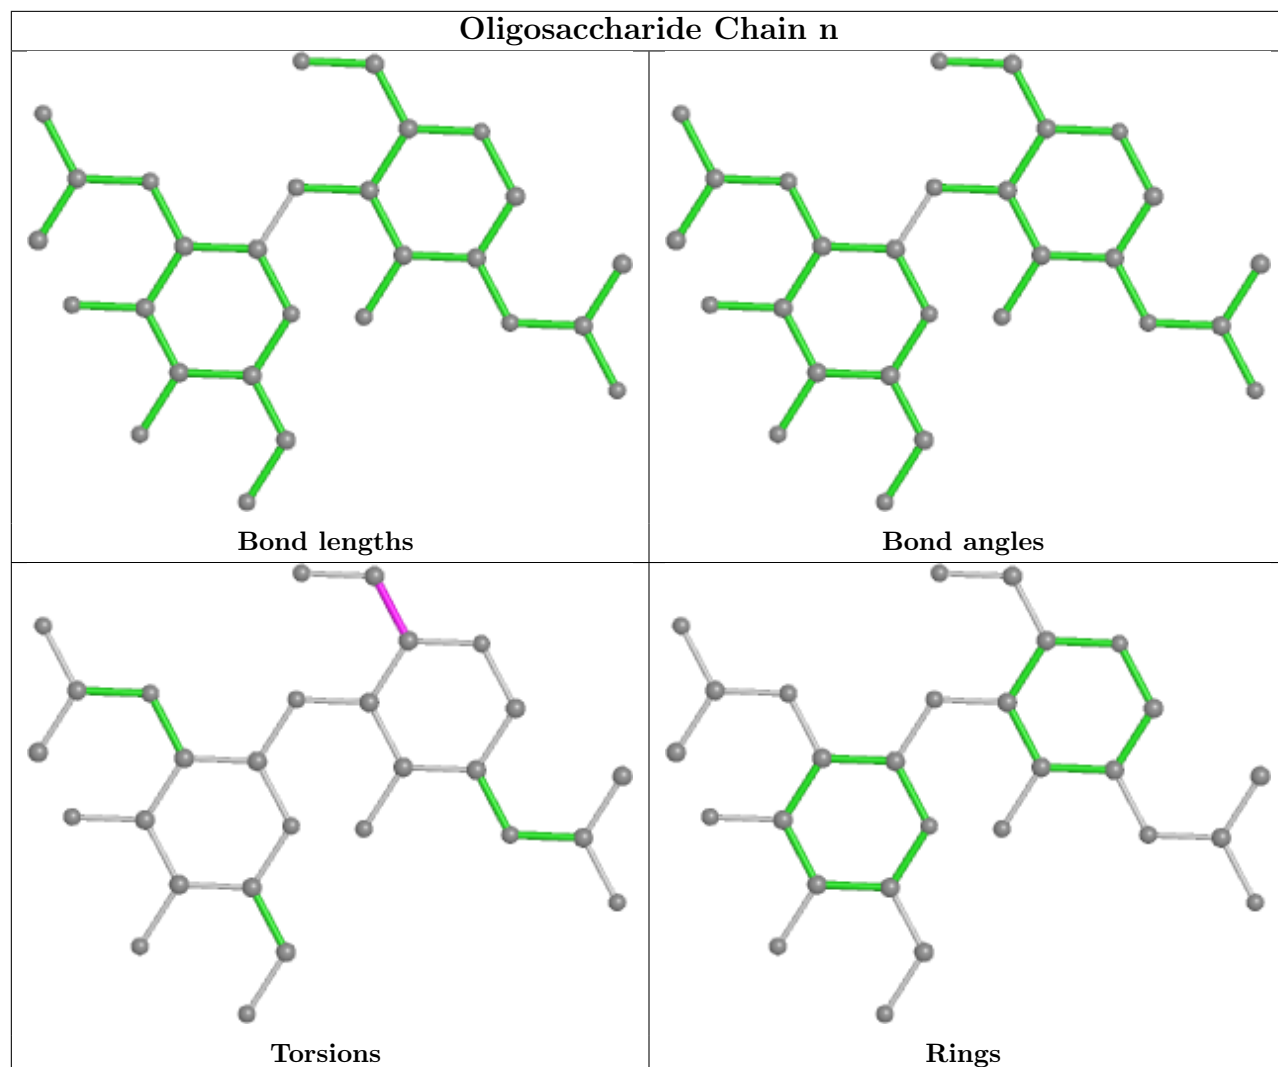 Oligosaccharide Chain n
Bond lengths
Bond angles
Torsions
Rings